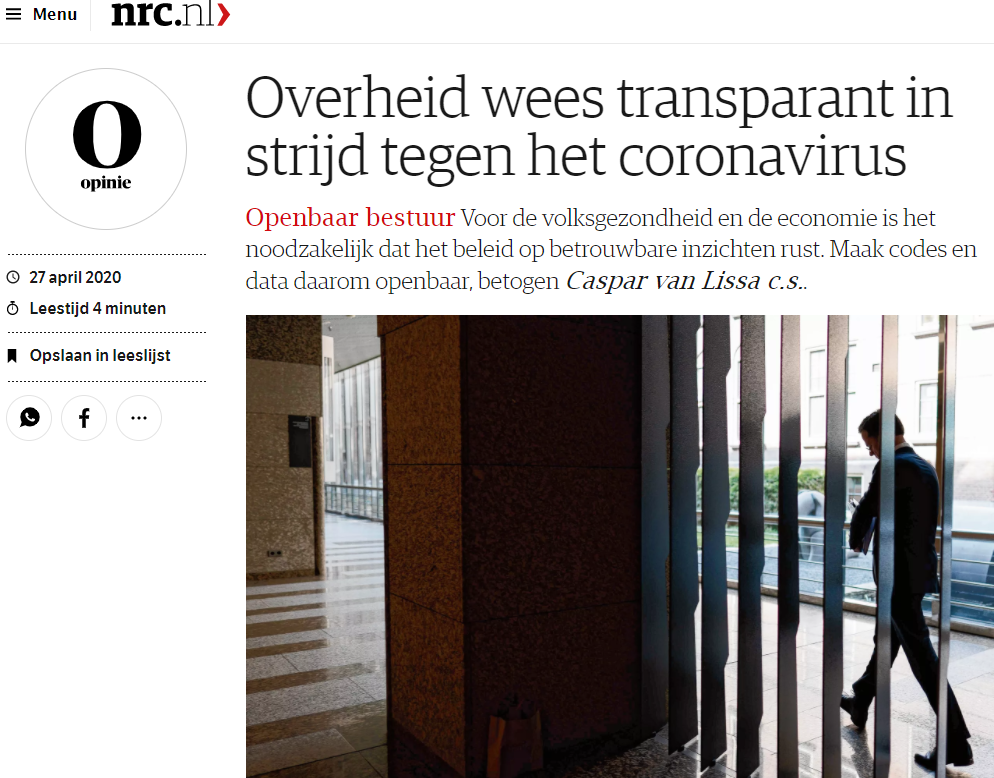 Menu
nrc.nl
O
opinie
Overheid wees transparant in
strijd tegen het coronavirus
Openbaar bestuur Voor de volksgezondheid en de economie is het
noodzakelijk dat het beleid op betrouwbare inzichten rust. Maak codes en
data daarom openbaar, betogen Caspar van Lissa c.s..
27 april 2020
Leestijd 4 minuten
Opslaan in leeslijst